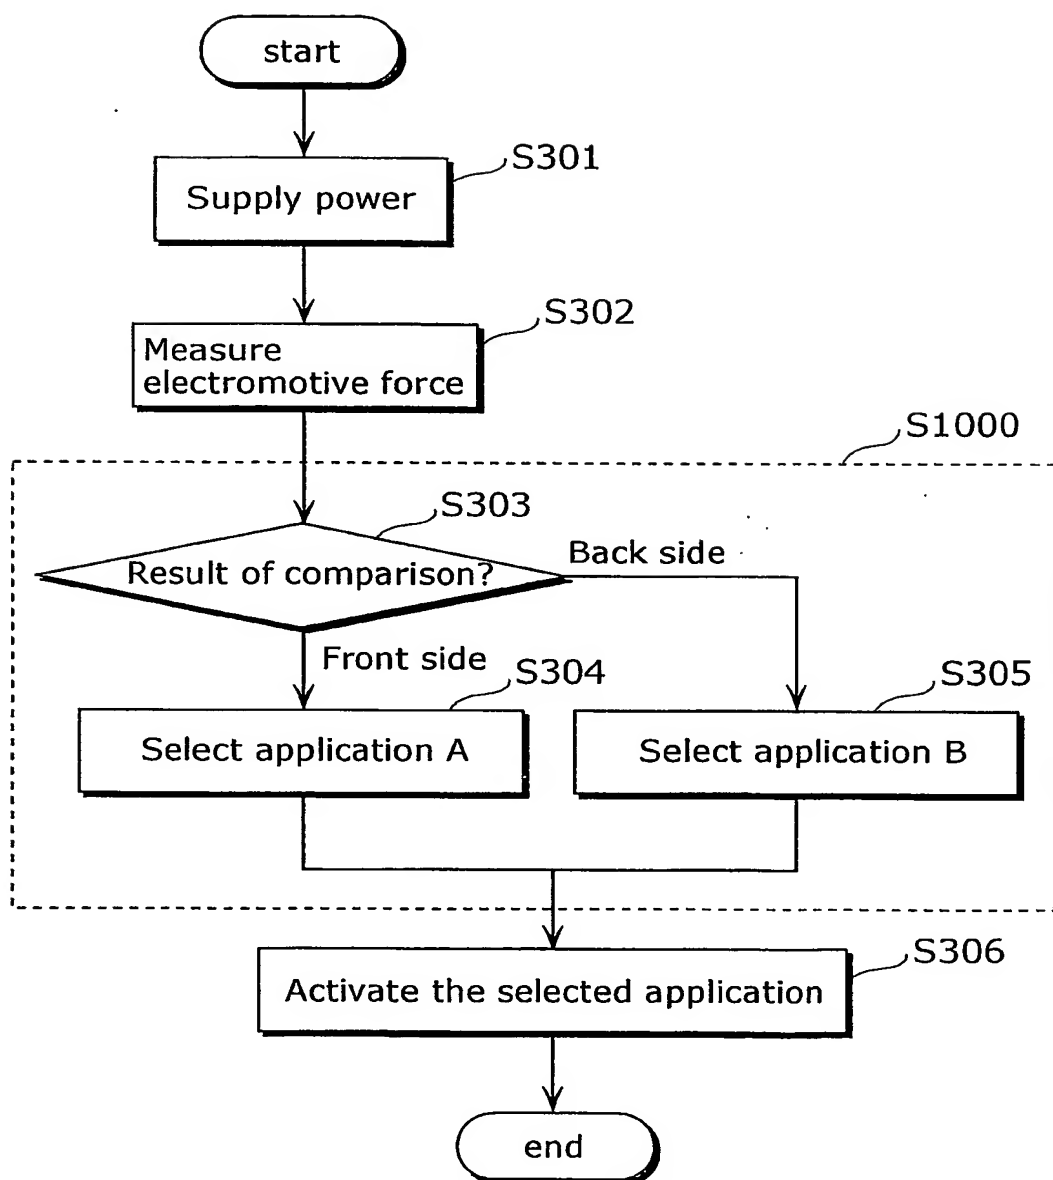 start
S301
Supply power
S302
Measure
electromotive force
S1000
S303
Result of comparison?
Back side
Front side
S304
S305
Select application A
Select application B
S306
Activate the selected application
end